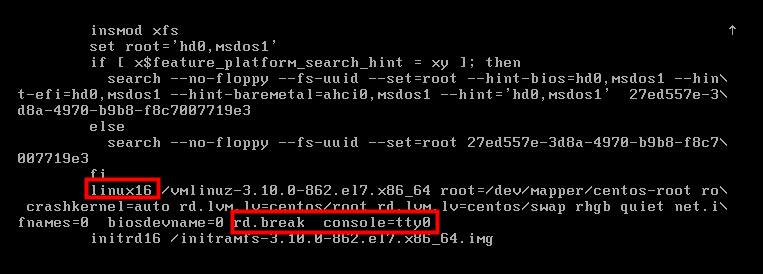 insmod xfs
set root='hd0,msdos1'
if [ x$feature_platform_search_hint = xy ]; then
search --no-floppy --fs-uuid --set=root --hint-bios=hd0,msdos1 --hin\
t-efi=hd0,msdos1 --hint-baremetal=ahci0,msdos1 --hint='hd0,msdos1'  27ed557e-3\
d8a-4970-b9b8-f8c7007719e3
else
search --no-floppy --fs-uuid --set=root 27ed557e-3d8a-4970-b9b8-f8c7\
007719e3
fi
linux16 /vmlinuz-3.10.0-862.el7.x86_64 root=/dev/mapper/centos-root ro\
crashkernel=auto rd.lvm.lv=centos/root rd.lvm.lv=centos/swap rhgb quiet net.i\
fnames=0  biosdevname=0 rd.break  console=tty0
initrd16 /initramfs-3.10.0-862.el7.x86_64.img